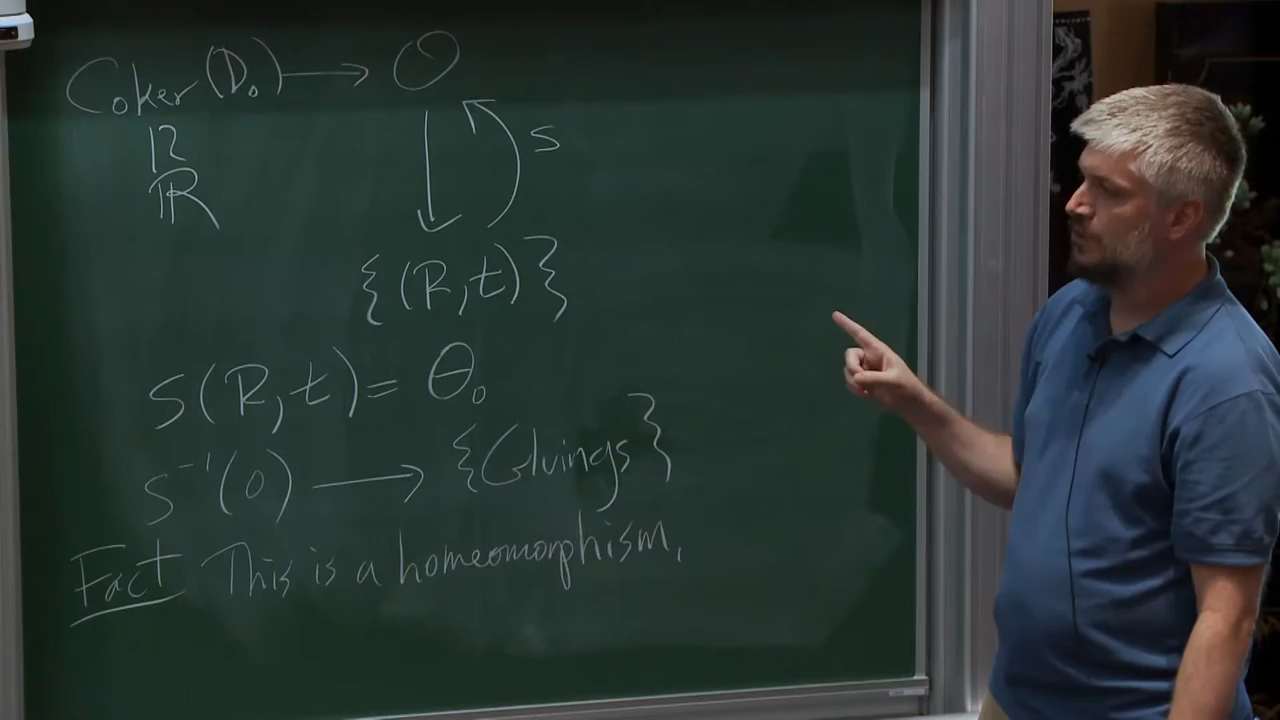 Coker(D₀) ⟶ O
≀≀
ℝ
↓ ↑ s
{(R,t)}
s(R,t) = θ₀
s⁻¹(0) ⟶ {Gluings}
Fact This is a homeomorphism.